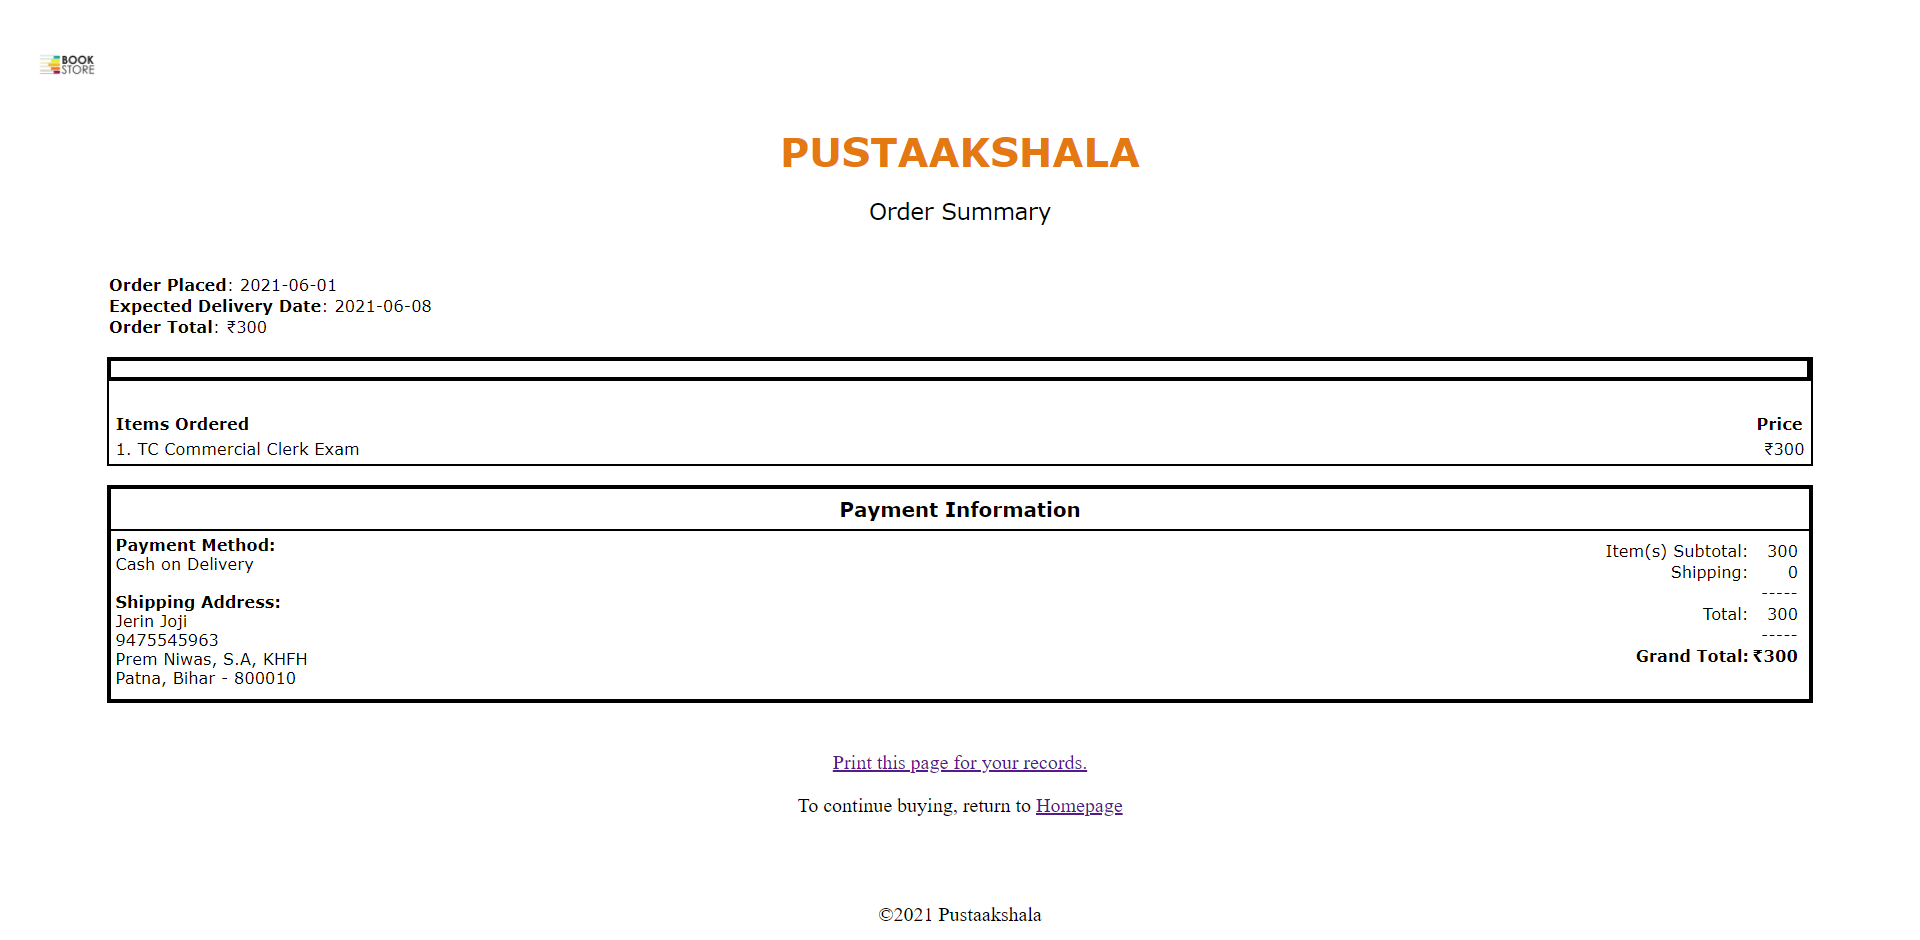 BOOK
STORE
PUSTAAKSHALA
Order Summary
Order Placed: 2021-06-01
Expected Delivery Date: 2021-06-08
Order Total: ₹300
Items Ordered Price
1. TC Commercial Clerk Exam ₹300
Payment Information
Payment Method:
Cash on Delivery
Shipping Address:
Jerin Joji
9475545963
Prem Niwas, S.A, KHFH
Patna, Bihar - 800010
Item(s) Subtotal: 300
Shipping: 0
-----
Total: 300
-----
Grand Total: ₹300
Print this page for your records.
To continue buying, return to Homepage
©2021 Pustaakshala